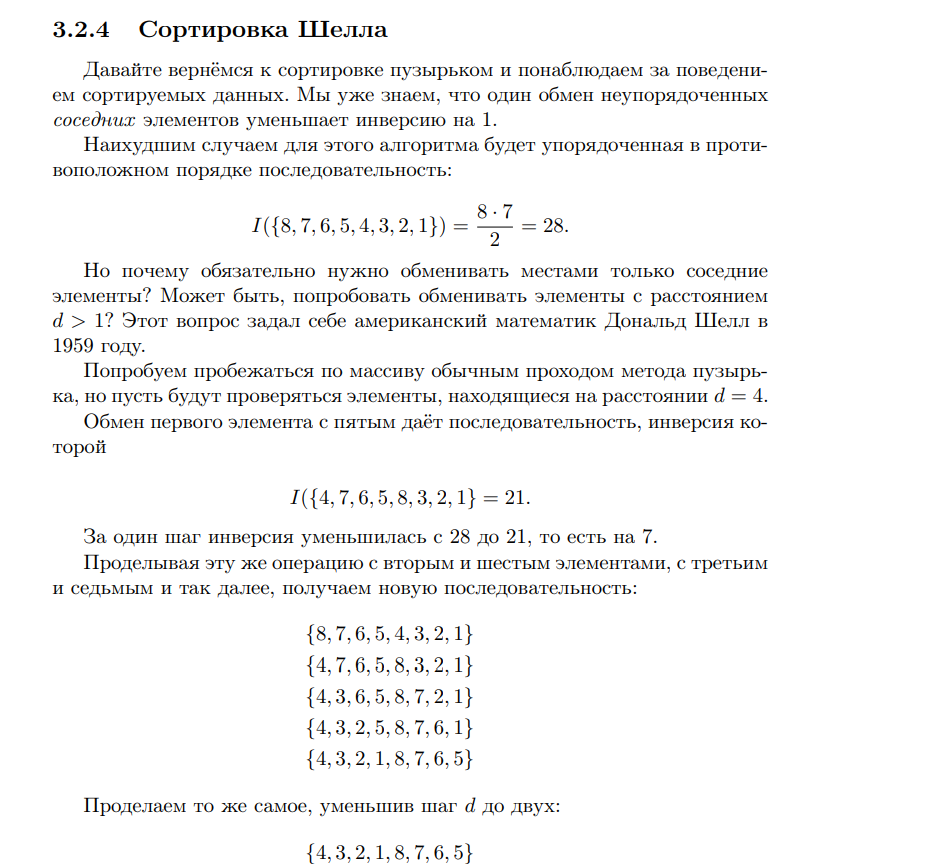 3.2.4 Сортировка Шелла
Давайте вернёмся к сортировке пузырьком и понаблюдаем за поведени-
ем сортируемых данных. Мы уже знаем, что один обмен неупорядоченных
соседних элементов уменьшает инверсию на 1.
Наихудшим случаем для этого алгоритма будет упорядоченная в проти-
воположном порядке последовательность:
I({8, 7, 6, 5, 4, 3, 2, 1}) = 8 · 7 / 2 = 28.
Но почему обязательно нужно обменивать местами только соседние
элементы? Может быть, попробовать обменивать элементы с расстоянием
d > 1? Этот вопрос задал себе американский математик Дональд Шелл в
1959 году.
Попробуем пробежаться по массиву обычным проходом метода пузырь-
ка, но пусть будут проверяться элементы, находящиеся на расстоянии d = 4.
Обмен первого элемента с пятым даёт последовательность, инверсия ко-
торой
I({4, 7, 6, 5, 8, 3, 2, 1} = 21.
За один шаг инверсия уменьшилась с 28 до 21, то есть на 7.
Проделывая эту же операцию с вторым и шестым элементами, с третьим
и седьмым и так далее, получаем новую последовательность:
{8, 7, 6, 5, 4, 3, 2, 1}
{4, 7, 6, 5, 8, 3, 2, 1}
{4, 3, 6, 5, 8, 7, 2, 1}
{4, 3, 2, 5, 8, 7, 6, 1}
{4, 3, 2, 1, 8, 7, 6, 5}
Проделаем то же самое, уменьшив шаг d до двух:
{4, 3, 2, 1, 8, 7, 6, 5}